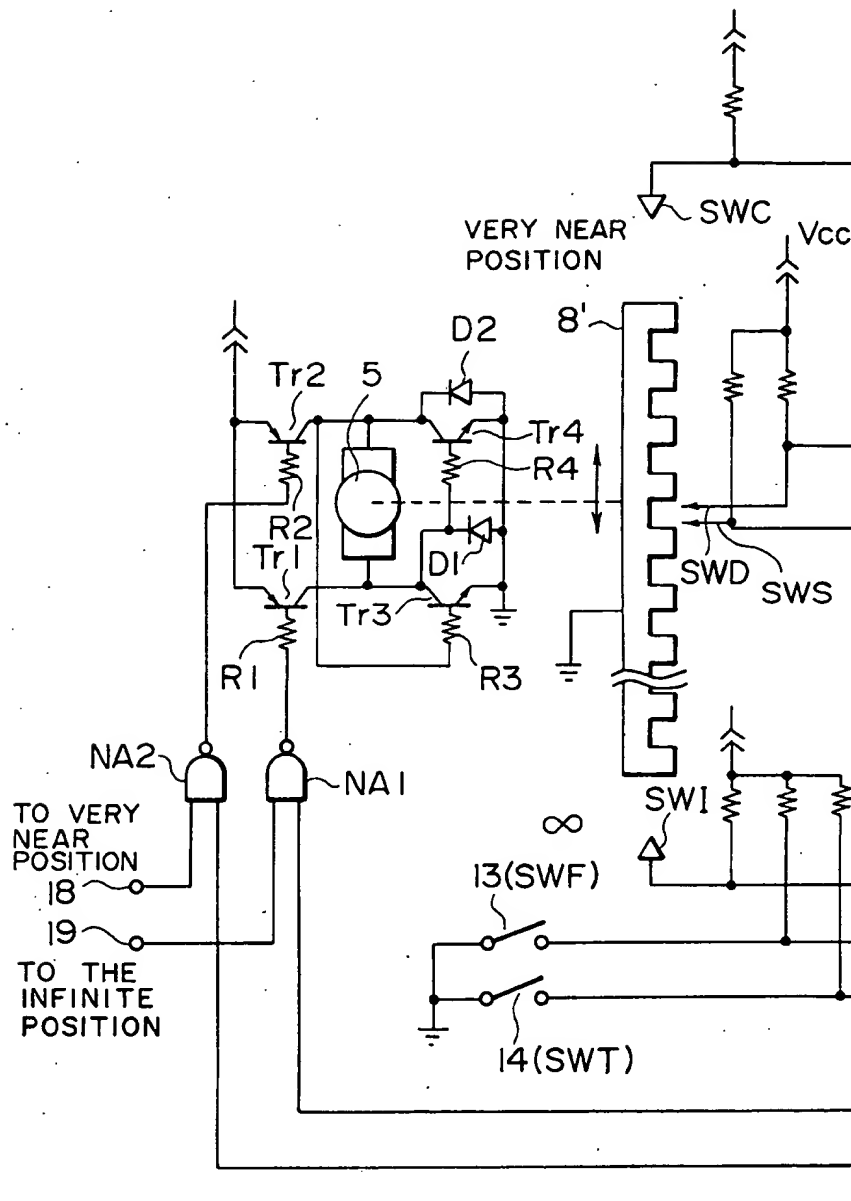 SWC
VERY NEAR
POSITION
Vcc
8'
D2
Tr2
5
Tr4
R4
R2
D1
Tr1
SWD
SWS
Tr3
R1
R3
NA2
NA1
SWI
TO VERY
NEAR
POSITION
∞
18
13(SWF)
19
TO THE
INFINITE
POSITION
14(SWT)